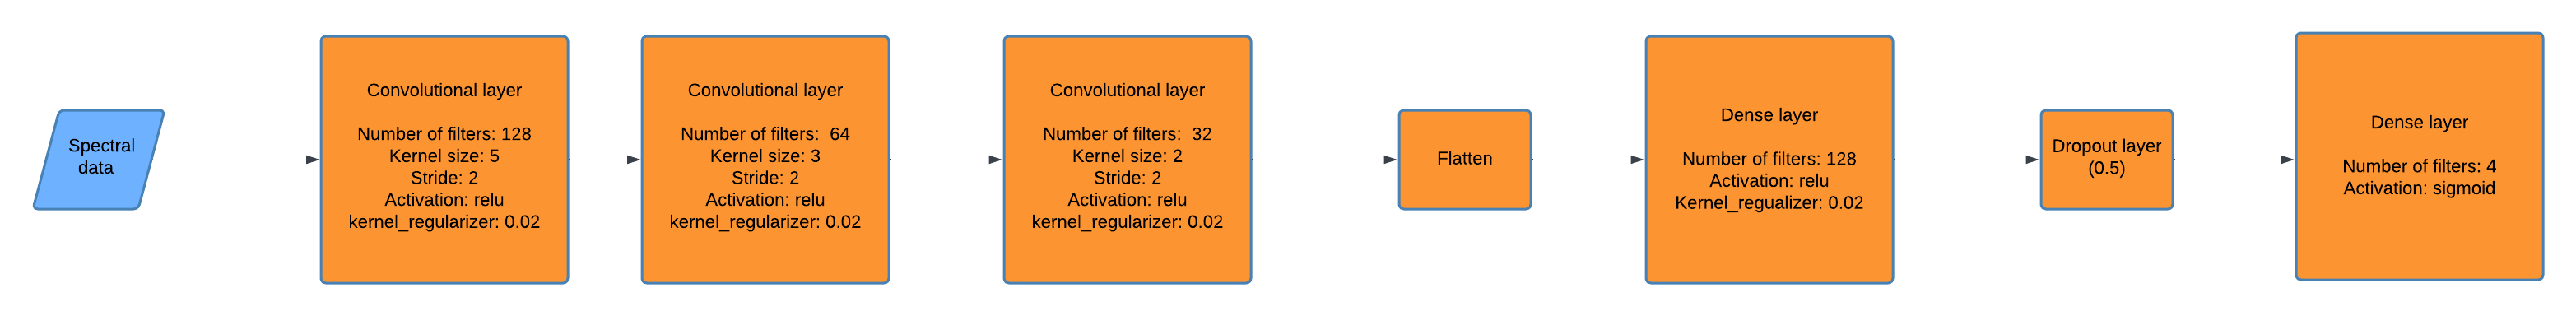 Spectral
data
Convolutional layer
Number of filters: 128
Kernel size: 5
Stride: 2
Activation: relu
kernel_regularizer: 0.02
Convolutional layer
Number of filters:  64
Kernel size: 3
Stride: 2
Activation: relu
kernel_regularizer: 0.02
Convolutional layer
Number of filters:  32
Kernel size: 2
Stride: 2
Activation: relu
kernel_regularizer: 0.02
Flatten
Dense layer
Number of filters: 128
Activation: relu
Kernel_regualizer: 0.02
Dropout layer
(0.5)
Dense layer
Number of filters: 4
Activation: sigmoid